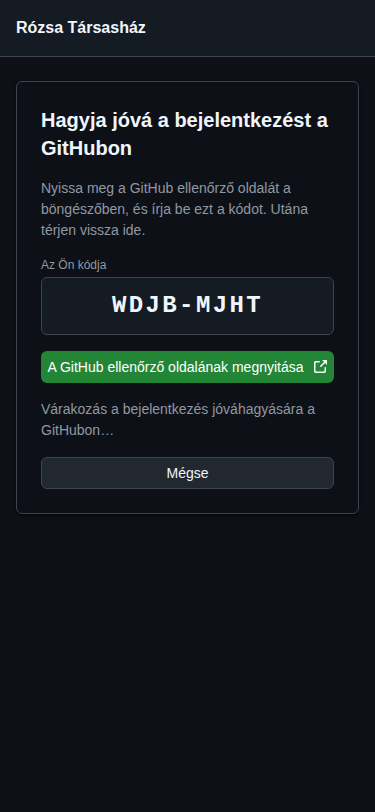 Rózsa Társasház
Hagyja jóvá a bejelentkezést a
GitHubon
Nyissa meg a GitHub ellenőrző oldalát a
böngészőben, és írja be ezt a kódot. Utána
térjen vissza ide.
Az Ön kódja
WDJB-MJHT
A GitHub ellenőrző oldalának megnyitása
Várakozás a bejelentkezés jóváhagyására a
GitHubon…
Mégse